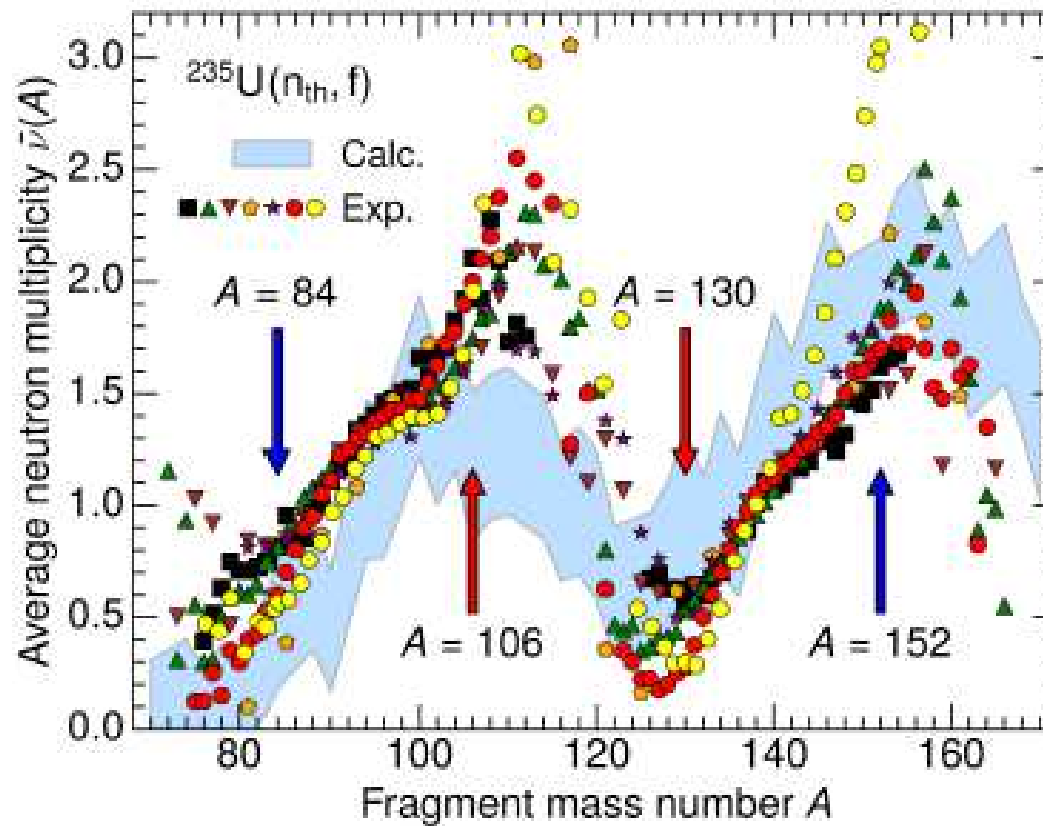 3.0
2.5
2.0
1.5
1.0
0.5
0.0
Average neutron multiplicity ν̄(A)
²³⁵U(nₜₕ, f)
Calc.
Exp.
A = 84
A = 130
A = 106
A = 152
80 100 120 140 160
Fragment mass number A